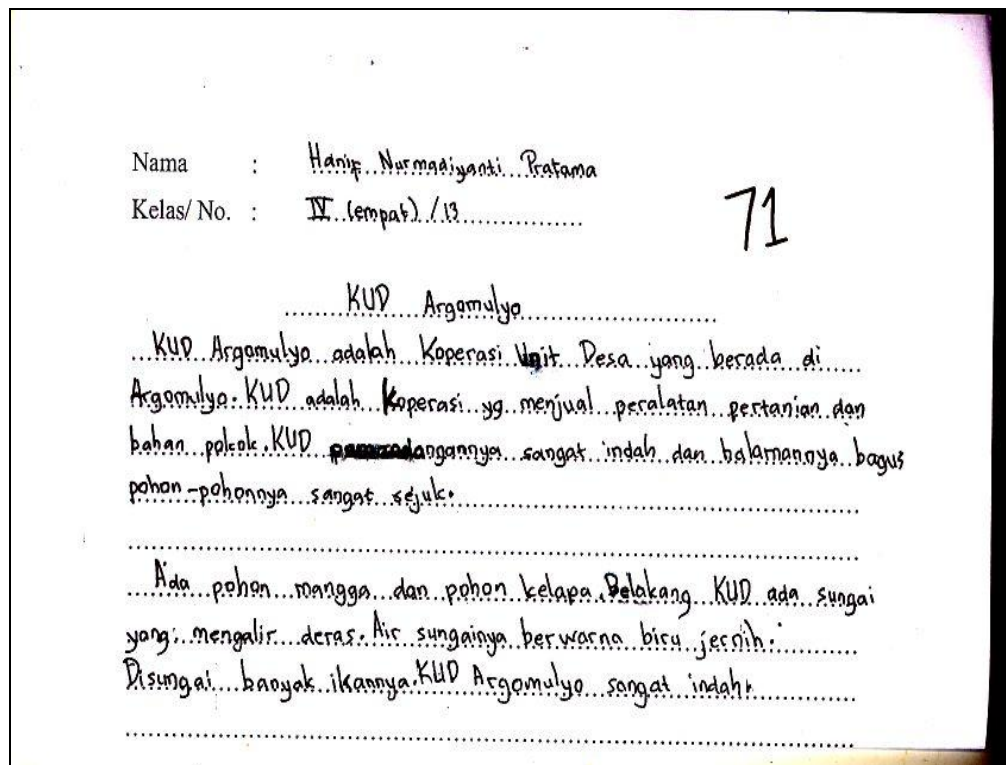 Nama : Hanif Nurmadiyanti Pratama
Kelas/ No. : IV (empat) / 13
71
KUD Argomulyo
KUD Argomulyo adalah Koperasi Unit Desa yang berada di
Argomulyo. KUD adalah Koperasi yg menjual peralatan pertanian dan
bahan pokok. KUD pemandangannya sangat indah dan halamannya bagus
pohon-pohonnya sangat sejuk.
Ada pohon mangga dan pohon kelapa. Belakang KUD ada sungai
yang mengalir deras. Air sungainya berwarna biru jernih.
Disungai banyak ikannya. KUD Argomulyo sangat indah.